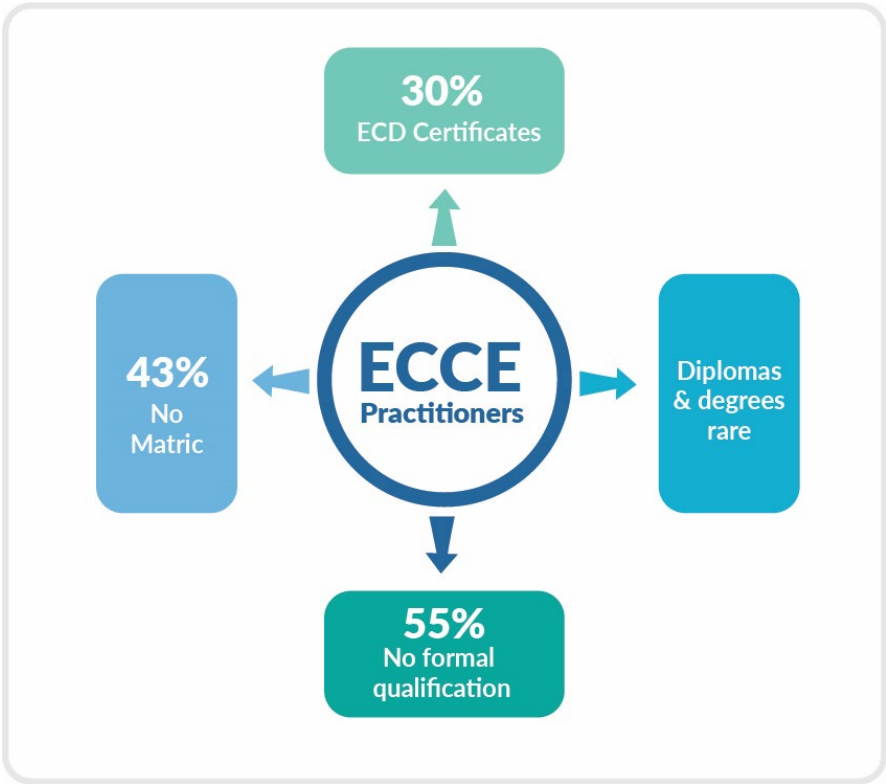 30%
ECD Certificates
43%
No
Matric
ECCE
Practitioners
Diplomas
& degrees
rare
55%
No formal
qualification